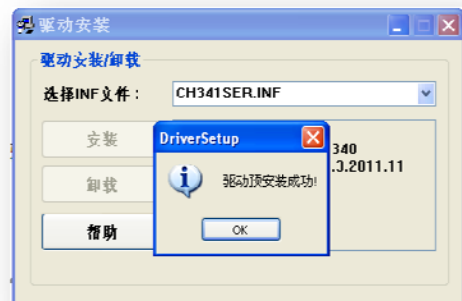 驱动安装
驱动安装/卸载
选择INF文件：
CH341SER.INF
安装
卸载
帮助
DriverSetup
驱动顶安装成功!
OK
340
.3.2011.11